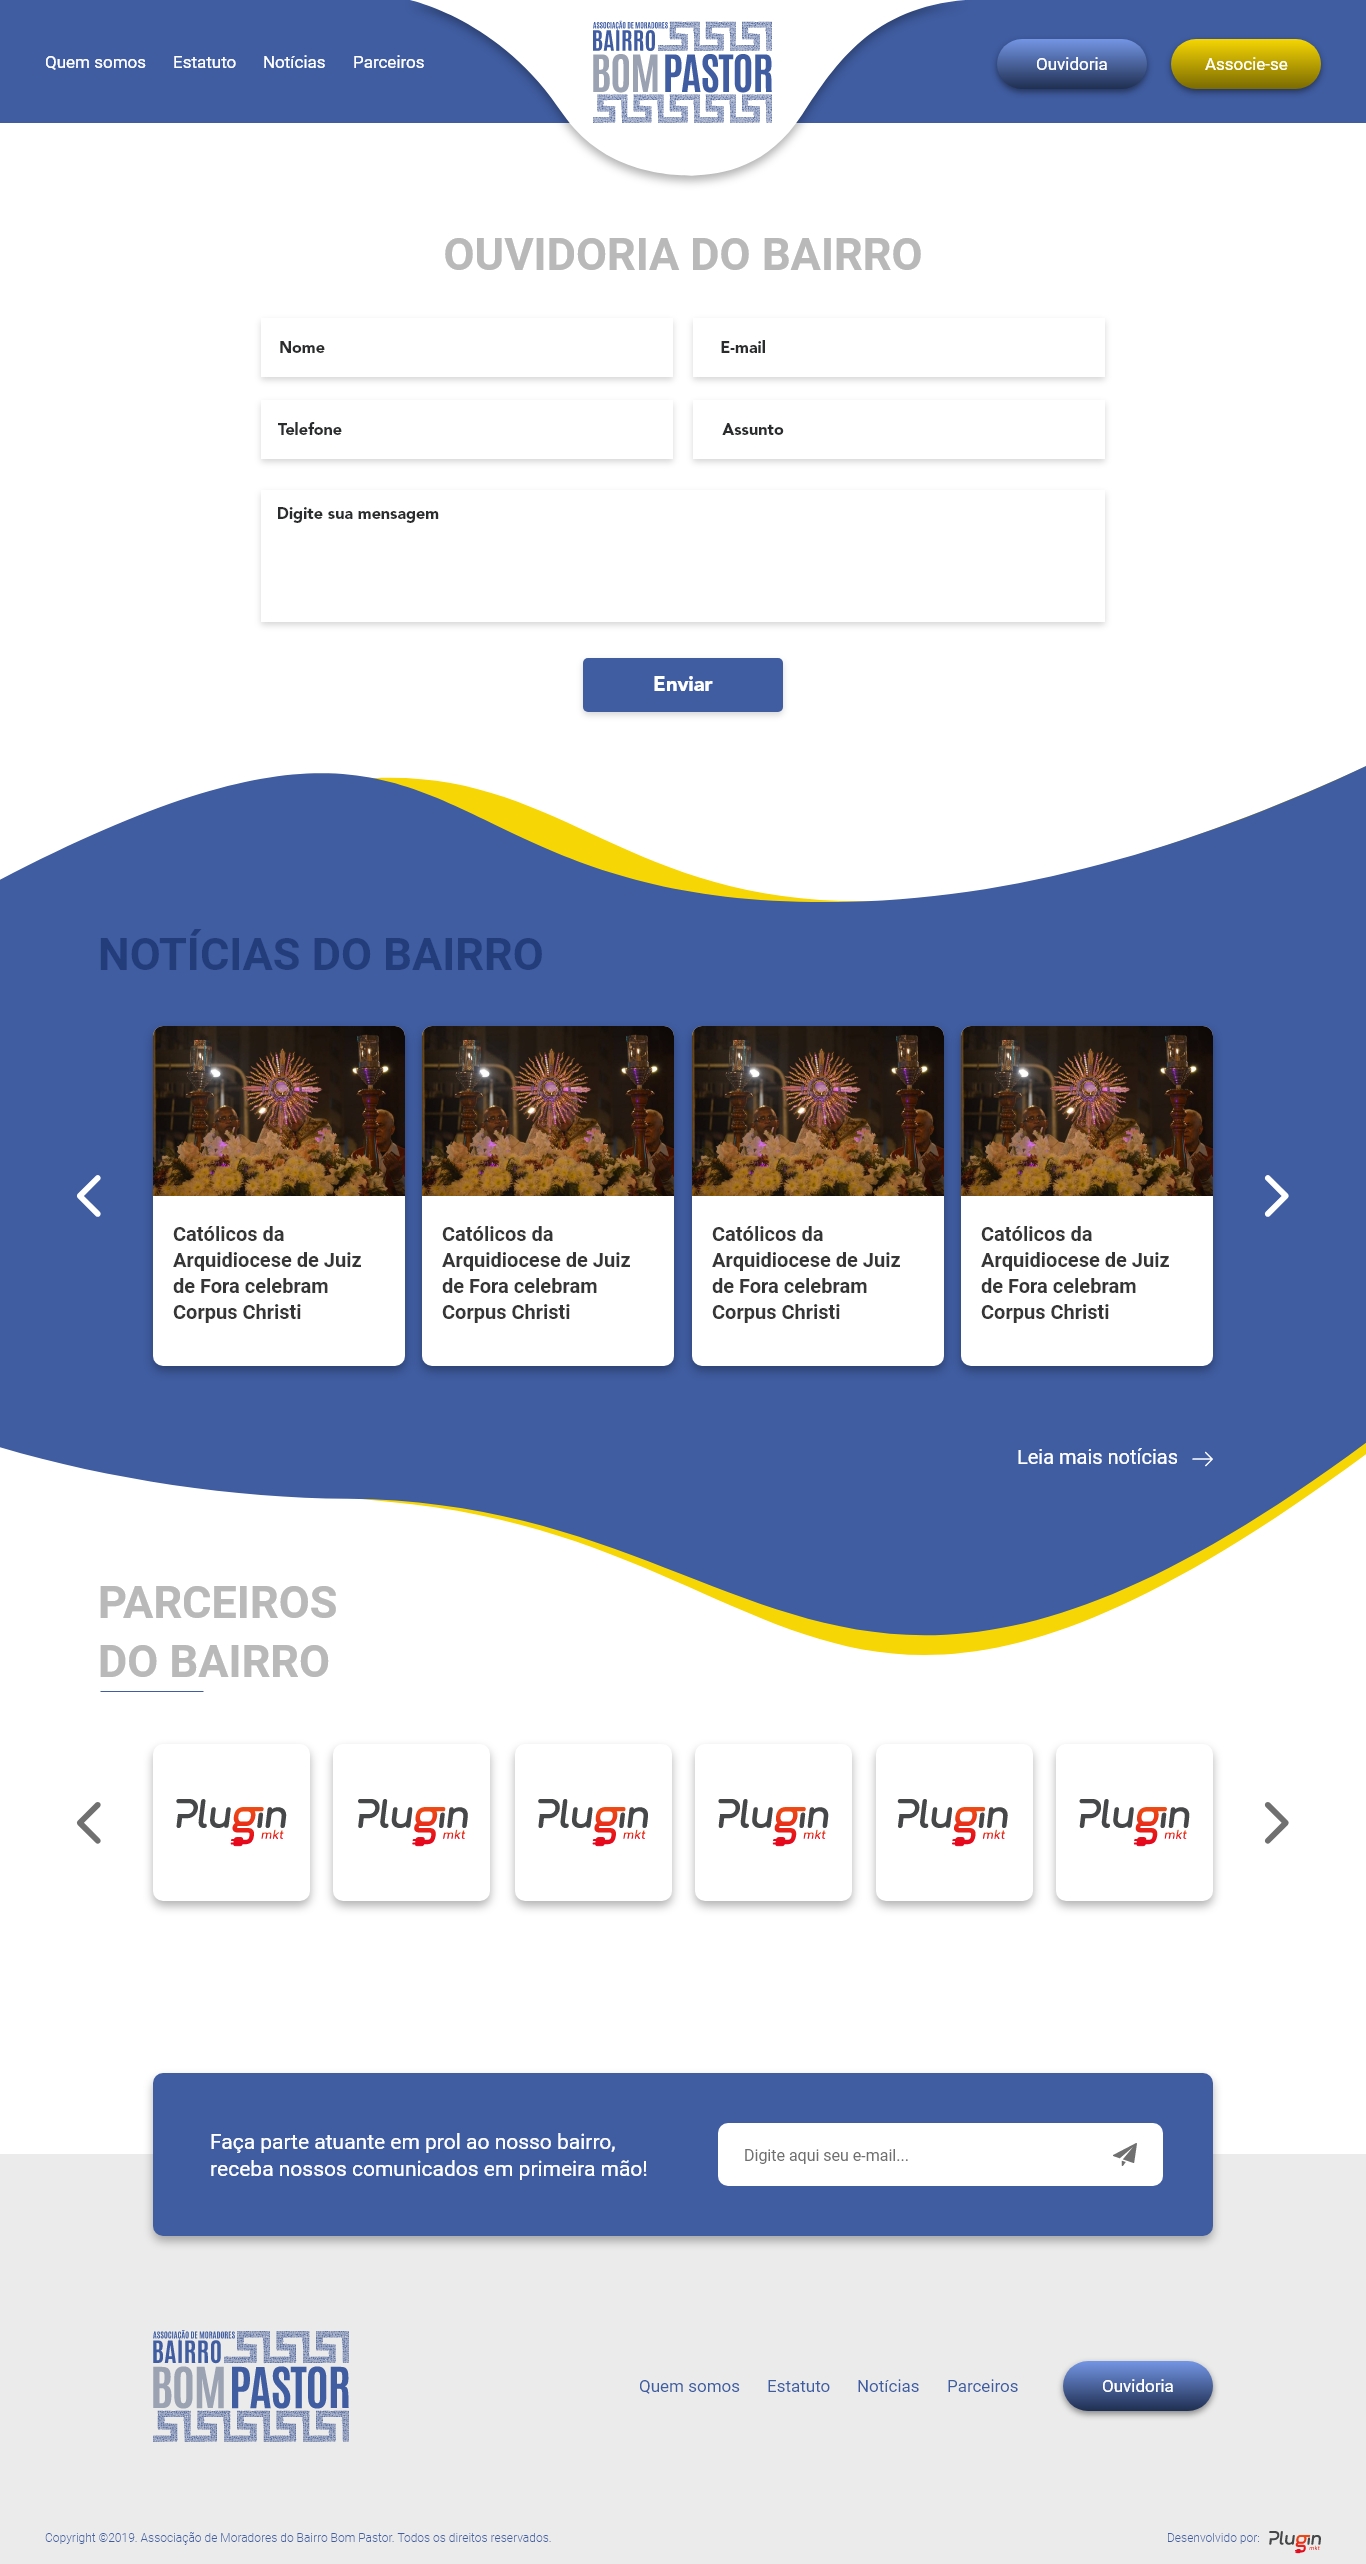 Quem somos Estatuto Notícias Parceiros
ASSOCIAÇÃO DE MORADORES
BAIRRO
BOM PASTOR
Ouvidoria
Associe-se
OUVIDORIA DO BAIRRO
Nome
E-mail
Telefone
Assunto
Digite sua mensagem
Enviar
NOTÍCIAS DO BAIRRO
Católicos da
Arquidiocese de Juiz
de Fora celebram
Corpus Christi
Católicos da
Arquidiocese de Juiz
de Fora celebram
Corpus Christi
Católicos da
Arquidiocese de Juiz
de Fora celebram
Corpus Christi
Católicos da
Arquidiocese de Juiz
de Fora celebram
Corpus Christi
Leia mais notícias
PARCEIROS
DO BAIRRO
Plugin
mkt
Plugin
mkt
Plugin
mkt
Plugin
mkt
Plugin
mkt
Plugin
mkt
Faça parte atuante em prol ao nosso bairro,
receba nossos comunicados em primeira mão!
Digite aqui seu e-mail...
ASSOCIAÇÃO DE MORADORES
BAIRRO
BOM PASTOR
Quem somos Estatuto Notícias Parceiros
Ouvidoria
Copyright ©2019. Associação de Moradores do Bairro Bom Pastor. Todos os direitos reservados.
Desenvolvido por: Plugin
mkt